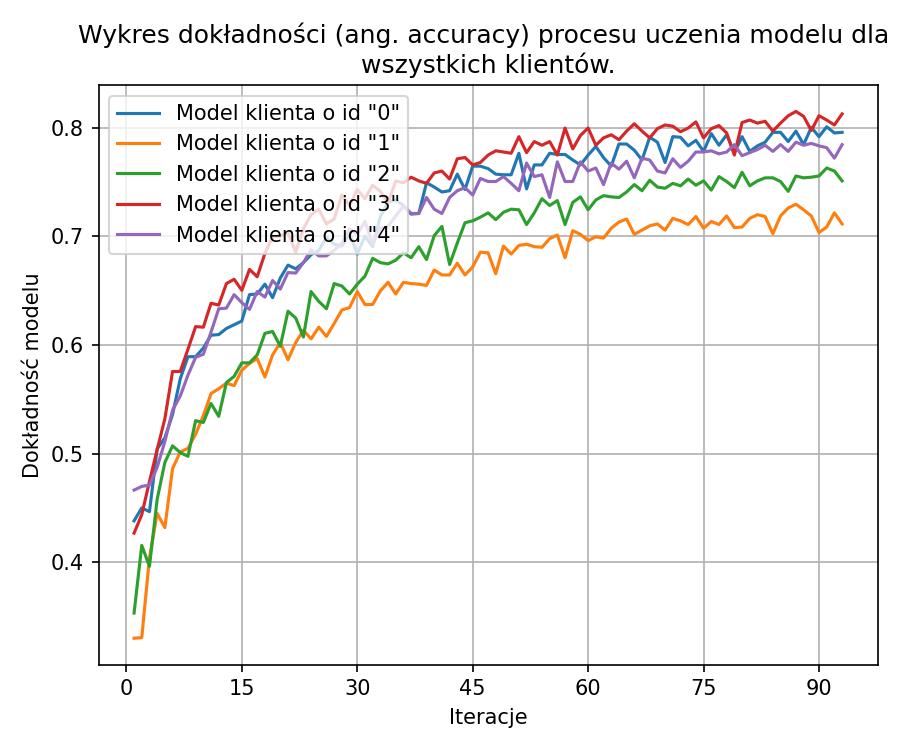 Wykres dokładności (ang. accuracy) procesu uczenia modelu dla
wszystkich klientów.
Model klienta o id "0"
Model klienta o id "1"
Model klienta o id "2"
Model klienta o id "3"
Model klienta o id "4"
Dokładność modelu
0.8
0.7
0.6
0.5
0.4
0 15 30 45 60 75 90
Iteracje